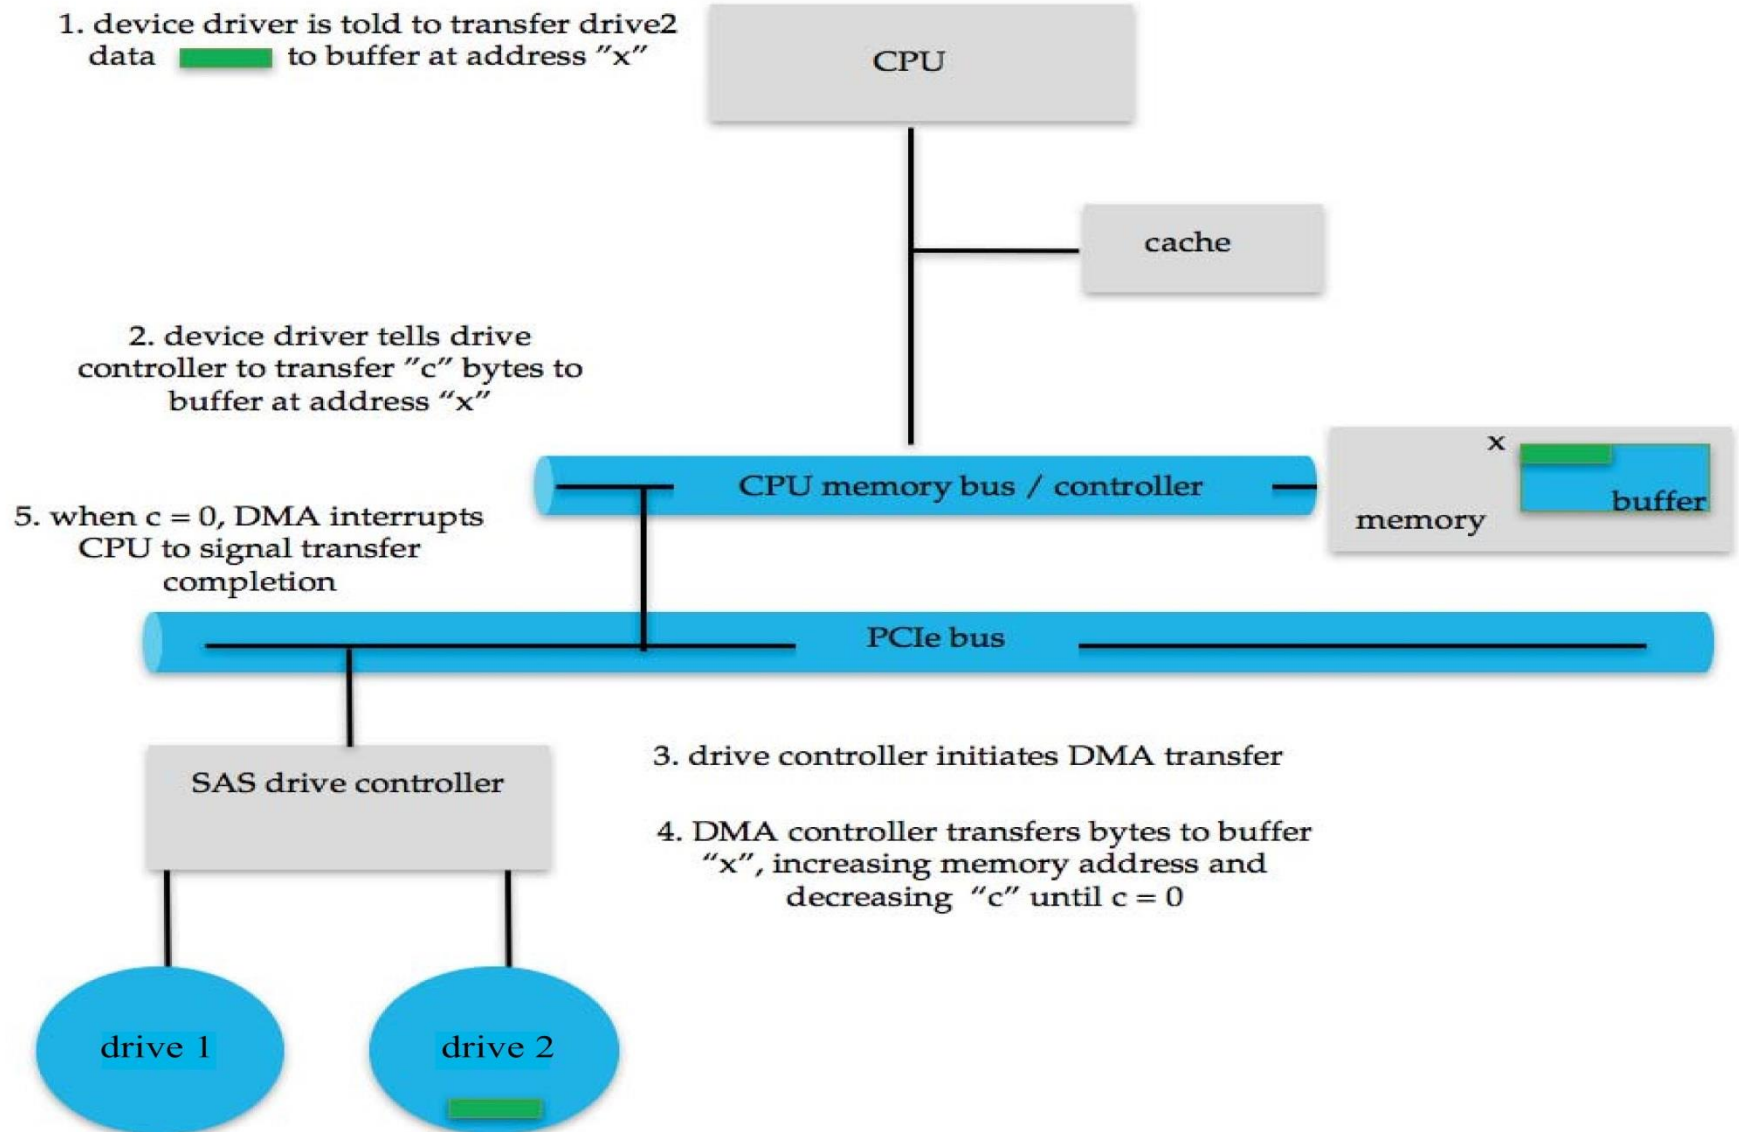 1. device driver is told to transfer drive2
data to buffer at address “x”
CPU
cache
2. device driver tells drive
controller to transfer “c” bytes to
buffer at address “x”
CPU memory bus / controller
x
buffer
memory
5. when c = 0, DMA interrupts
CPU to signal transfer
completion
PCIe bus
SAS drive controller
3. drive controller initiates DMA transfer
4. DMA controller transfers bytes to buffer
“x”, increasing memory address and
decreasing “c” until c = 0
drive 1
drive 2